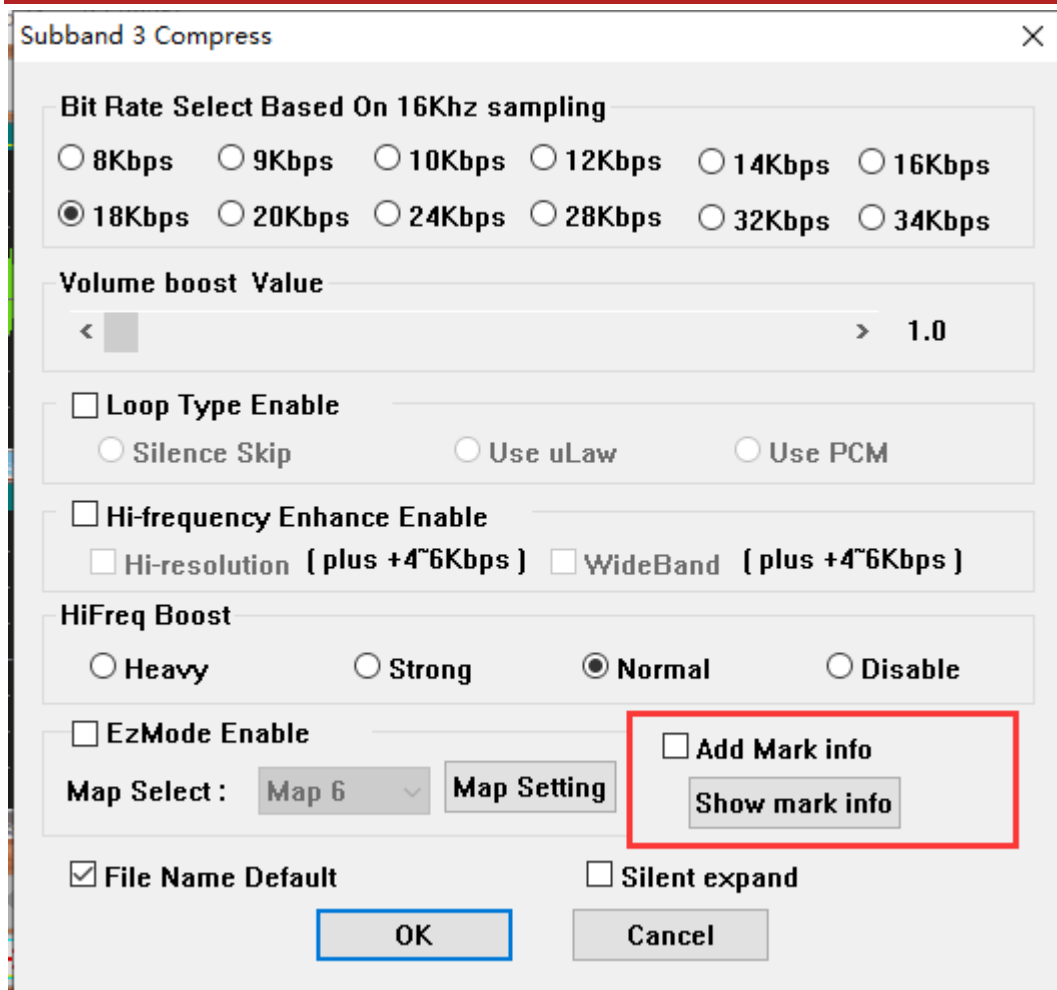 Subband 3 Compress
Bit Rate Select Based On 16Khz sampling
8Kbps 9Kbps 10Kbps 12Kbps 14Kbps 16Kbps
18Kbps 20Kbps 24Kbps 28Kbps 32Kbps 34Kbps
Volume boost Value
< > 1.0
Loop Type Enable
Silence Skip Use uLaw Use PCM
Hi-frequency Enhance Enable
Hi-resolution ( plus +4~6Kbps ) WideBand ( plus +4~6Kbps )
HiFreq Boost
Heavy Strong Normal Disable
EzMode Enable
Add Mark info
Map Select : Map 6 Map Setting
Show mark info
File Name Default Silent expand
OK Cancel